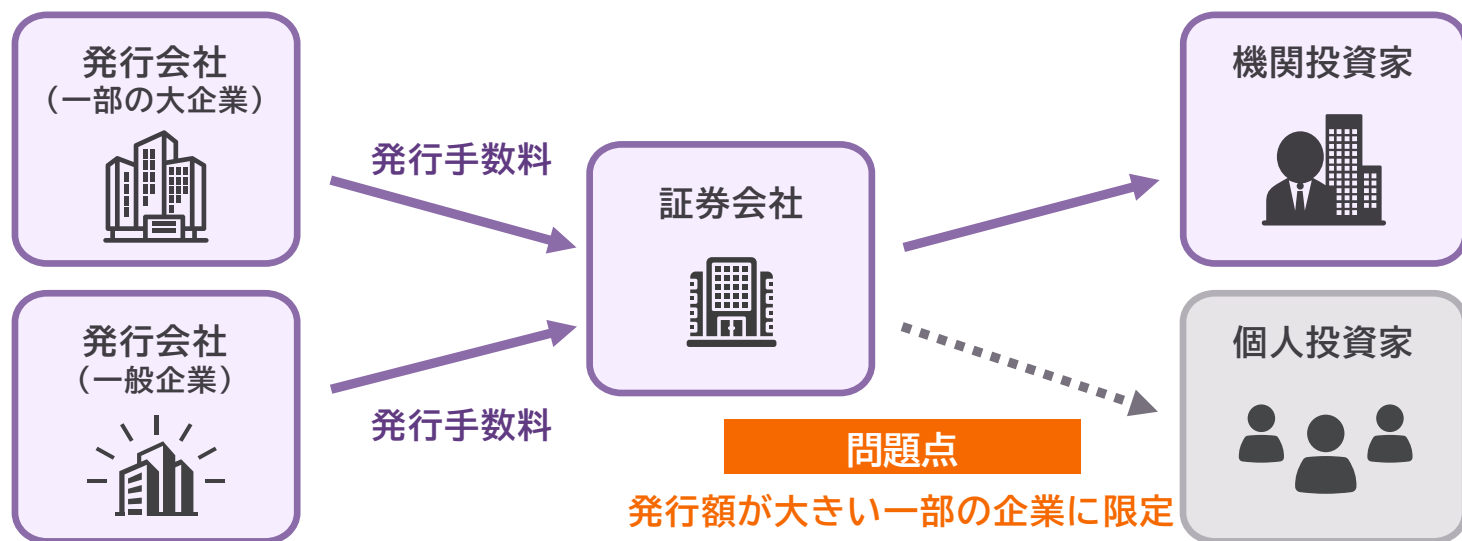 発行会社
（一部の大企業）
発行手数料
証券会社
機関投資家
発行会社
（一般企業）
発行手数料
個人投資家
問題点
発行額が大きい一部の企業に限定